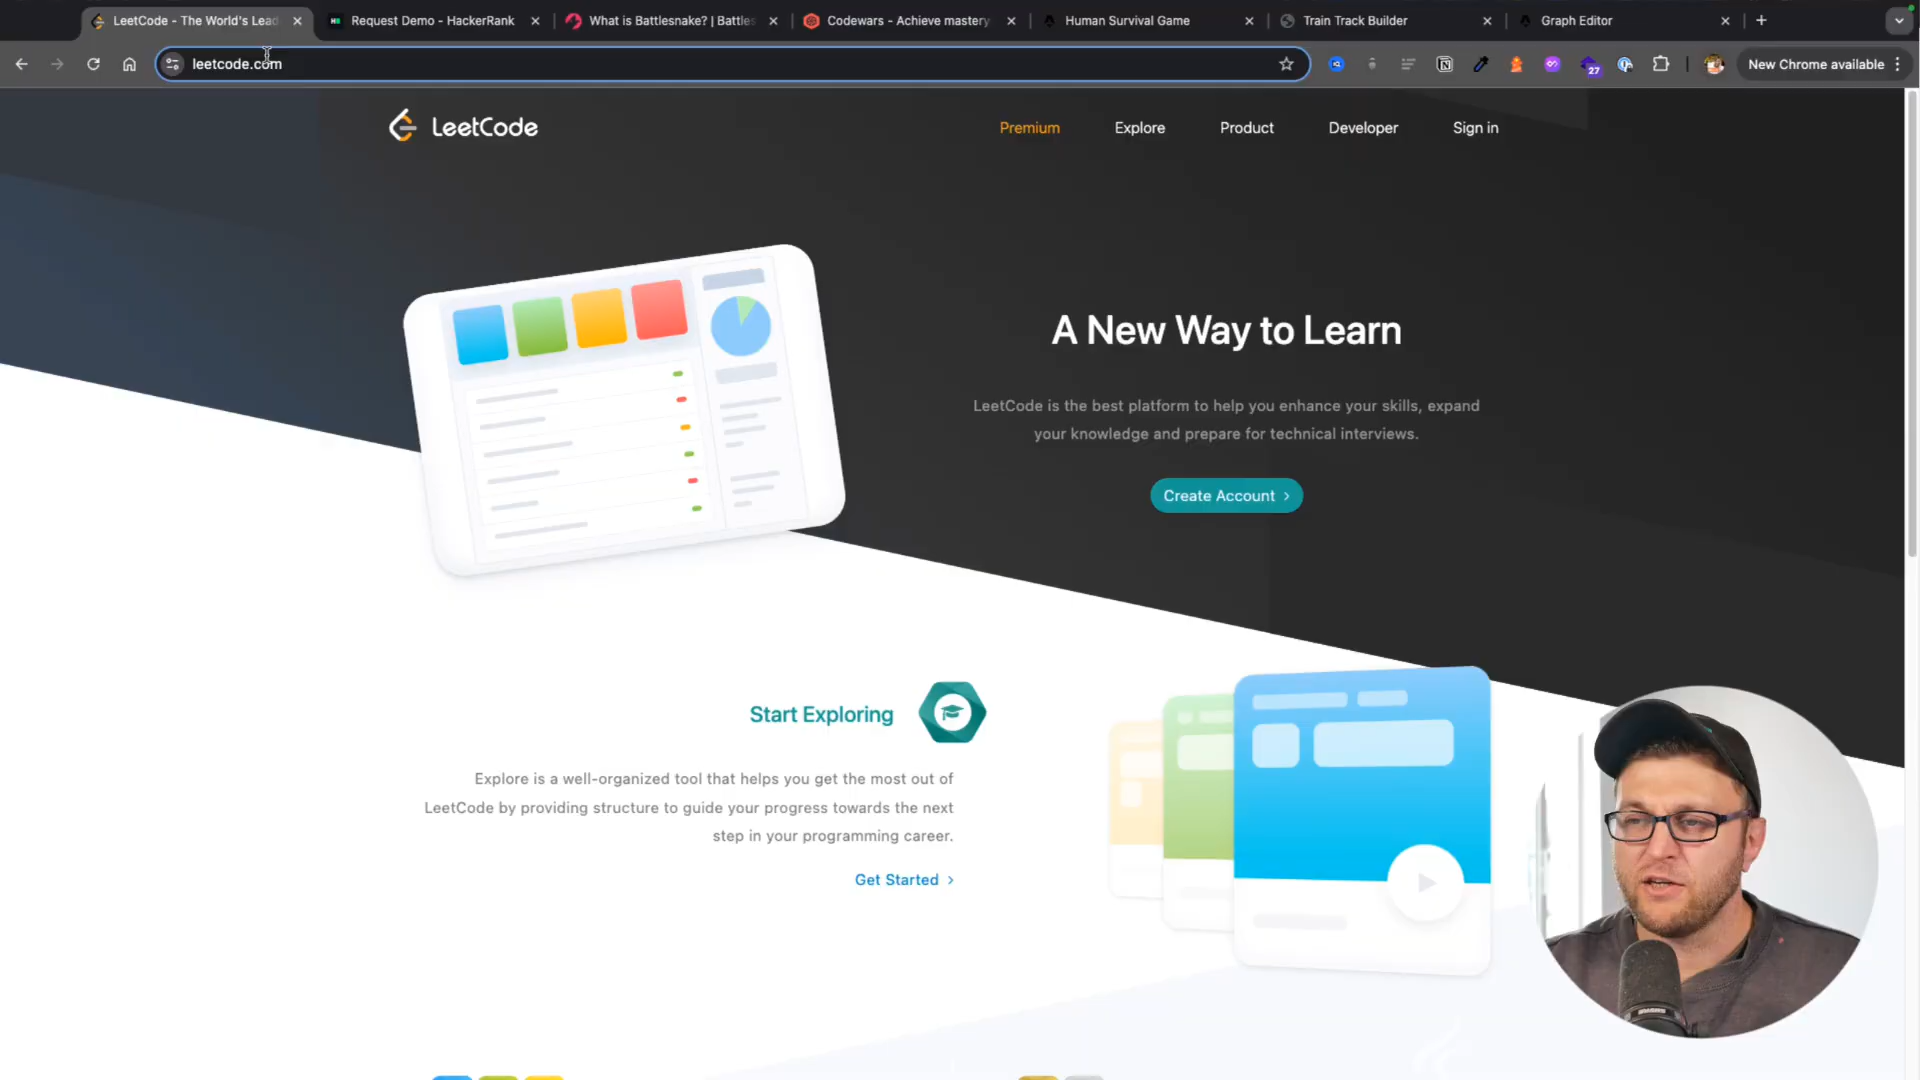 LeetCode - The World's Lead
Request Demo - HackerRank
What is Battlesnake? | Battles
Codewars - Achieve mastery
Human Survival Game
Train Track Builder
Graph Editor
leetcode.com
27
New Chrome available
LeetCode
Premium
Explore
Product
Developer
Sign in
A New Way to Learn
LeetCode is the best platform to help you enhance your skills, expand
your knowledge and prepare for technical interviews.
Create Account
Start Exploring
Explore is a well-organized tool that helps you get the most out of
LeetCode by providing structure to guide your progress towards the next
step in your programming career.
Get Started